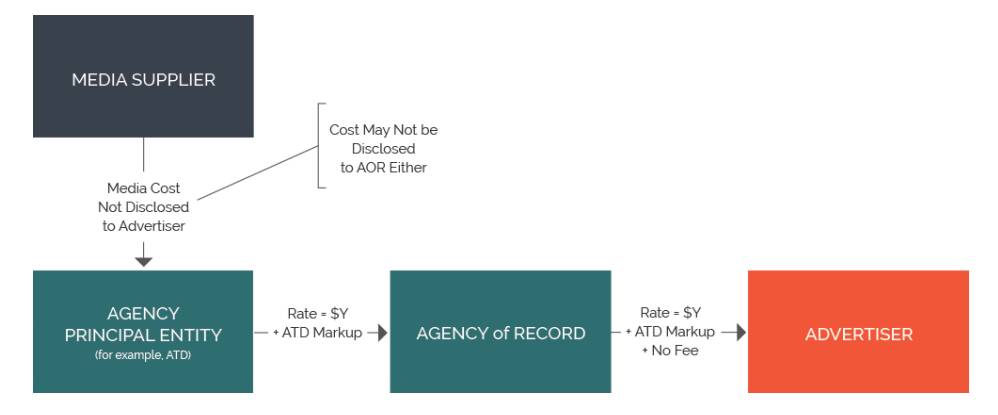 MEDIA SUPPLIER
Cost May Not be
Disclosed
to AOR Either
Media Cost
Not Disclosed
to Advertiser
AGENCY
PRINCIPAL ENTITY
(for example, ATD)
Rate = $Y
+ ATD Markup
AGENCY of RECORD
Rate = $Y
+ ATD Markup
+ No Fee
ADVERTISER